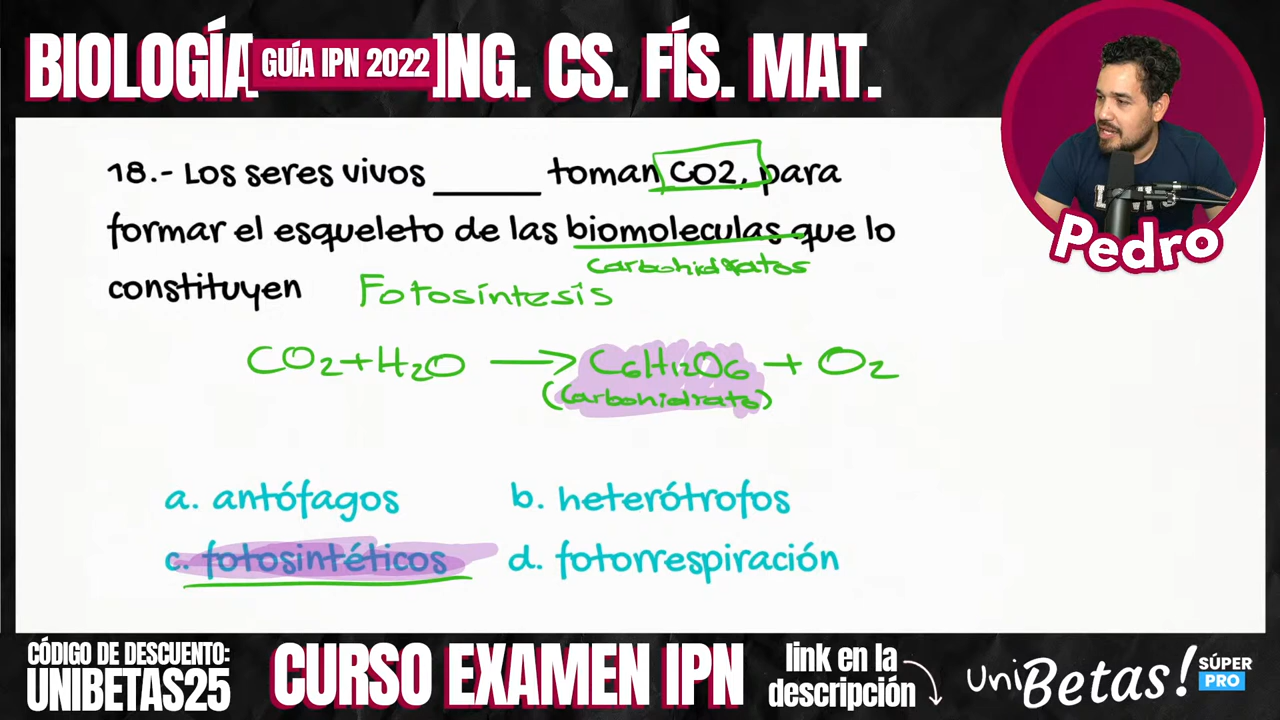 BIOLOGÍA GUÍA IPN 2022 ING. CS. FÍS. MAT.
18.- Los seres vivos ______ toman CO2, para
formar el esqueleto de las biomoleculas que lo
carbohidratos
constituyen Fotosíntesis
CO2+H2O → C6H12O6 + O2
(Carbohidrato)
a. antófagos b. heterótrofos
c. fotosintéticos d. fotorrespiración
Pedro
CÓDIGO DE DESCUENTO:
UNIBETAS25
CURSO EXAMEN IPN
link en la
descripción
UniBetas! SÚPER
PRO